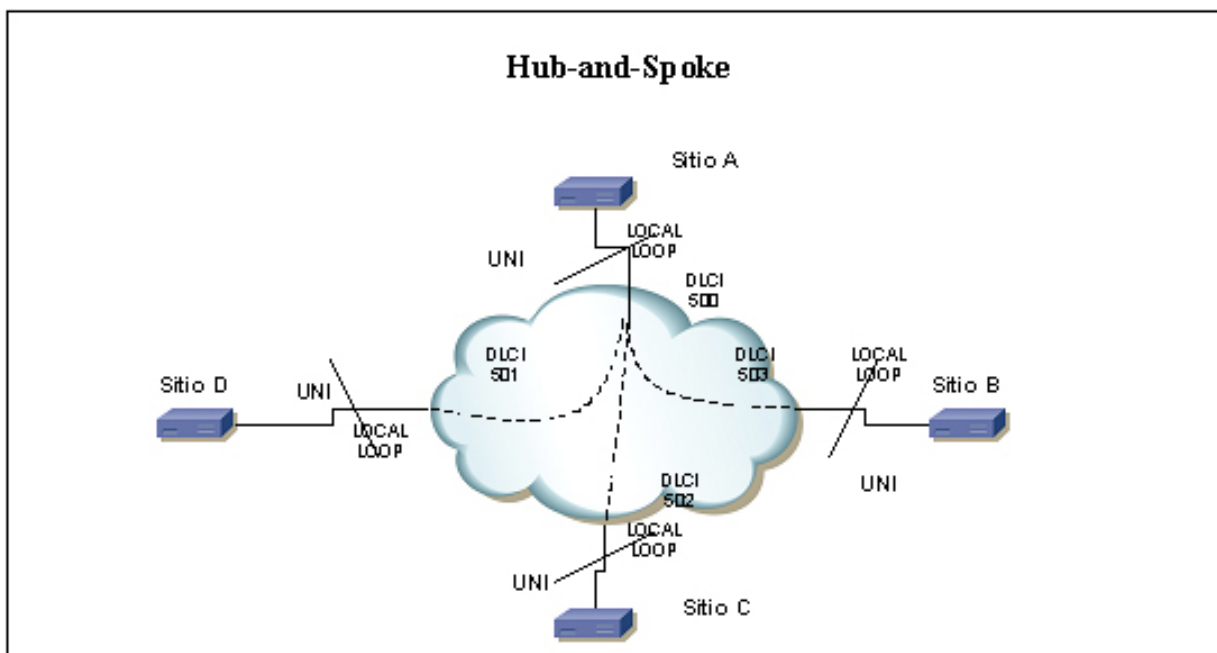 Hub-and-Spoke
Sitio A
LOCAL
LOOP
UNI
DLCI
500
DLCI
501
DLCI
503
LOCAL
LOOP
Sitio D
UNI
Sitio B
LOCAL
LOOP
DLCI
502
UNI
LOCAL
LOOP
UNI
Sitio C